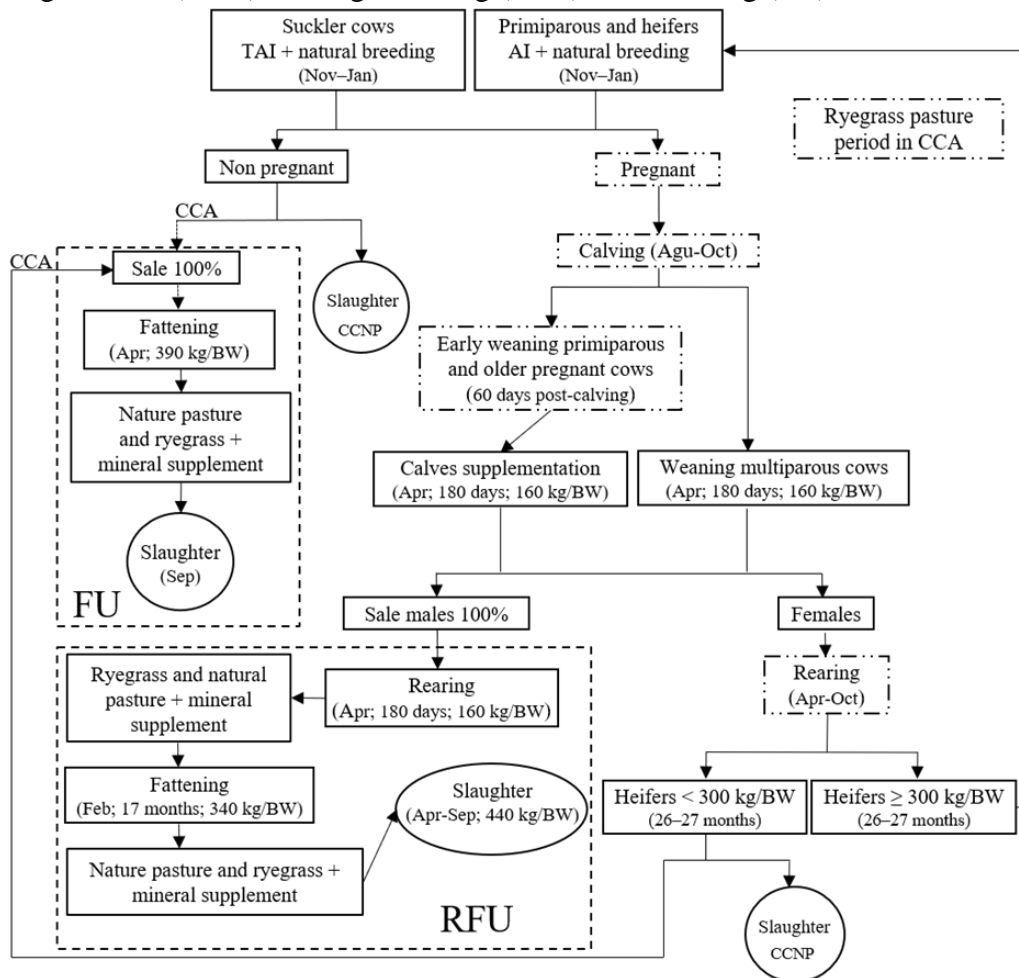 Suckler cows
TAI + natural breeding
(Nov–Jan)
Primiparous and heifers
AI + natural breeding
(Nov–Jan)
Ryegrass pasture
period in CCA
Non pregnant
Pregnant
CCA
CCA
Sale 100%
Slaughter
CCNP
Calving (Agu-Oct)
Fattening
(Apr; 390 kg/BW)
Early weaning primiparous
and older pregnant cows
(60 days post-calving)
Nature pasture
and ryegrass +
mineral supplement
Calves supplementation
(Apr; 180 days; 160 kg/BW)
Weaning multiparous cows
(Apr; 180 days; 160 kg/BW)
Slaughter
(Sep)
FU
Sale males 100%
Females
Ryegrass and natural
pasture + mineral
supplement
Rearing
(Apr; 180 days; 160 kg/BW)
Rearing
(Apr-Oct)
Fattening
(Feb; 17 months; 340 kg/BW)
Slaughter
(Apr-Sep; 440 kg/BW)
Heifers < 300 kg/BW
(26–27 months)
Heifers ≥ 300 kg/BW
(26–27 months)
Nature pasture and ryegrass +
mineral supplement
RFU
Slaughter
CCNP